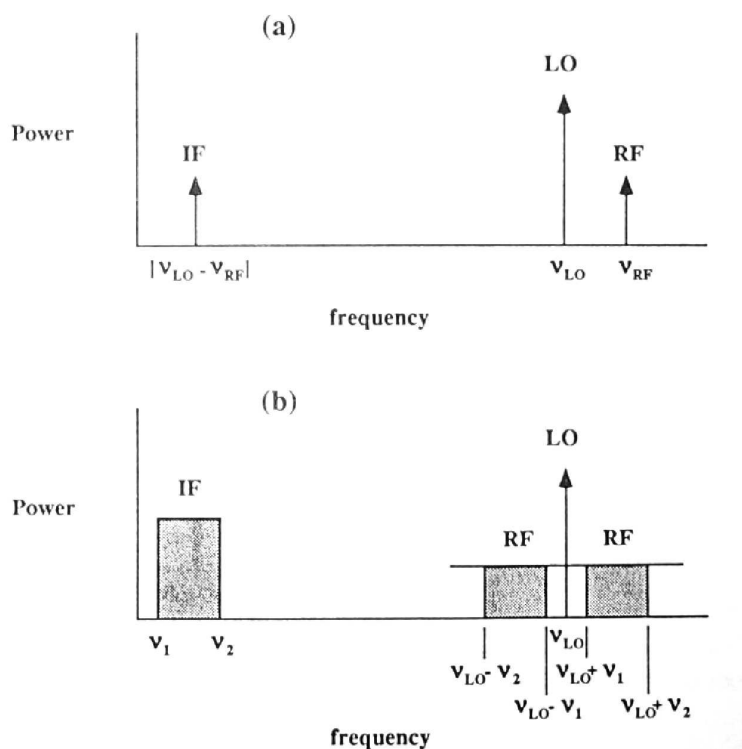 (a)
LO
Power
IF
RF
|ν_LO - ν_RF|
ν_LO
ν_RF
frequency
(b)
LO
IF
Power
RF
RF
ν_1
ν_2
ν_LO
ν_LO- ν_2
ν_LO+ ν_1
ν_LO- ν_1
ν_LO+ ν_2
frequency